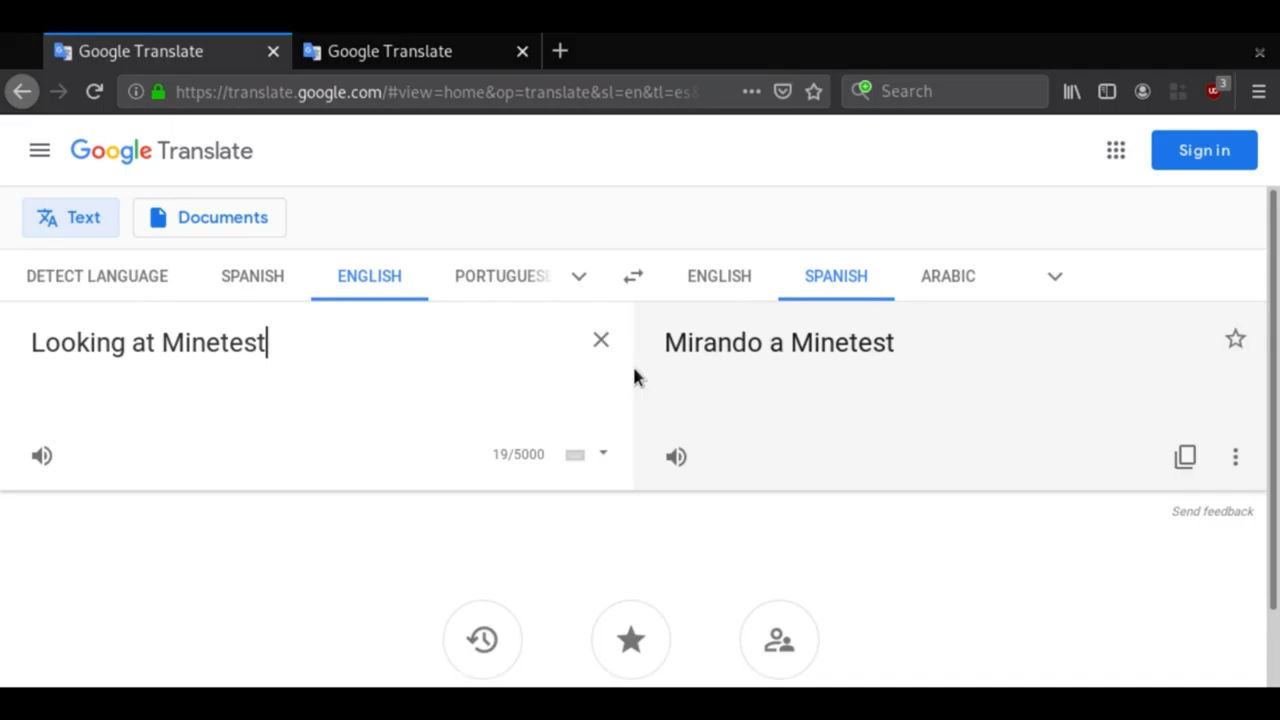 Google Translate
Google Translate
https://translate.google.com/#view=home&op=translate&sl=en&tl=es
Search
3
Google Translate
Sign in
Text
Documents
DETECT LANGUAGE
SPANISH
ENGLISH
PORTUGUESE
ENGLISH
SPANISH
ARABIC
Looking at Minetest
Mirando a Minetest
19/5000
Send feedback